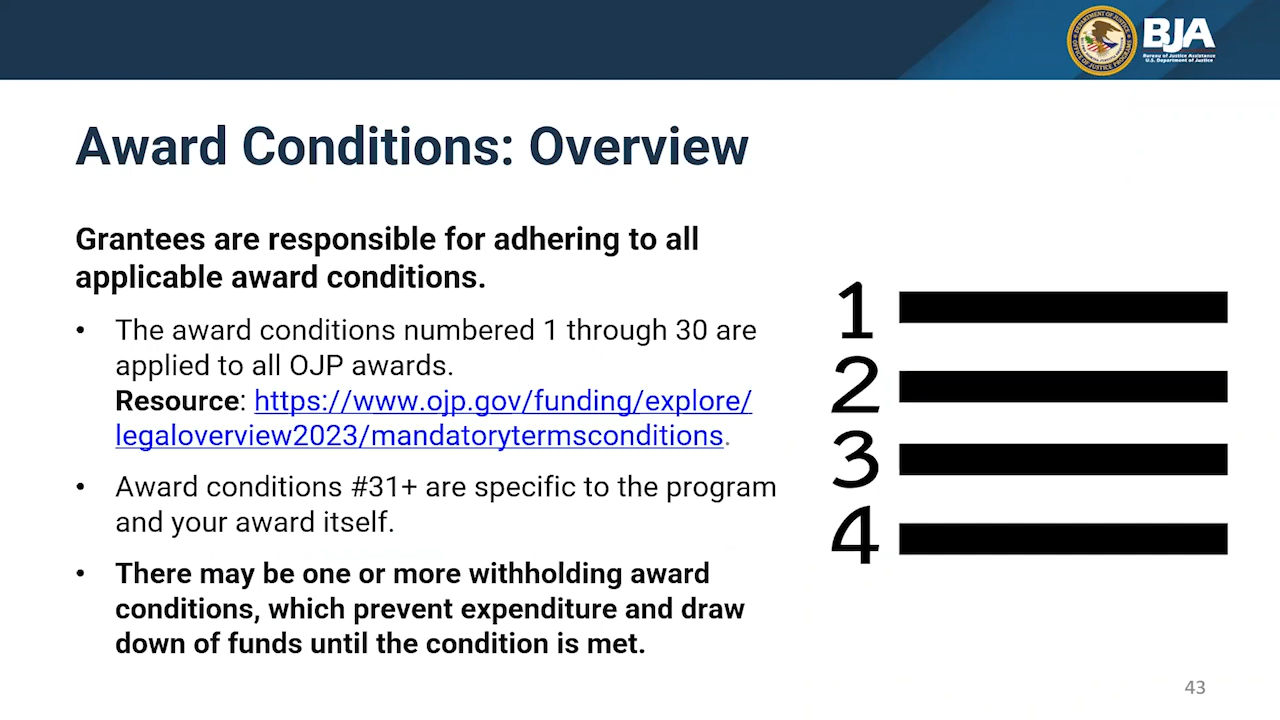 BJA
Bureau of Justice Assistance
U.S. Department of Justice
Award Conditions: Overview
Grantees are responsible for adhering to all
applicable award conditions.
• The award conditions numbered 1 through 30 are
applied to all OJP awards.
Resource: https://www.ojp.gov/funding/explore/
legaloverview2023/mandatorytermsconditions.
• Award conditions #31+ are specific to the program
and your award itself.
• There may be one or more withholding award
conditions, which prevent expenditure and draw
down of funds until the condition is met.
1
2
3
4
43